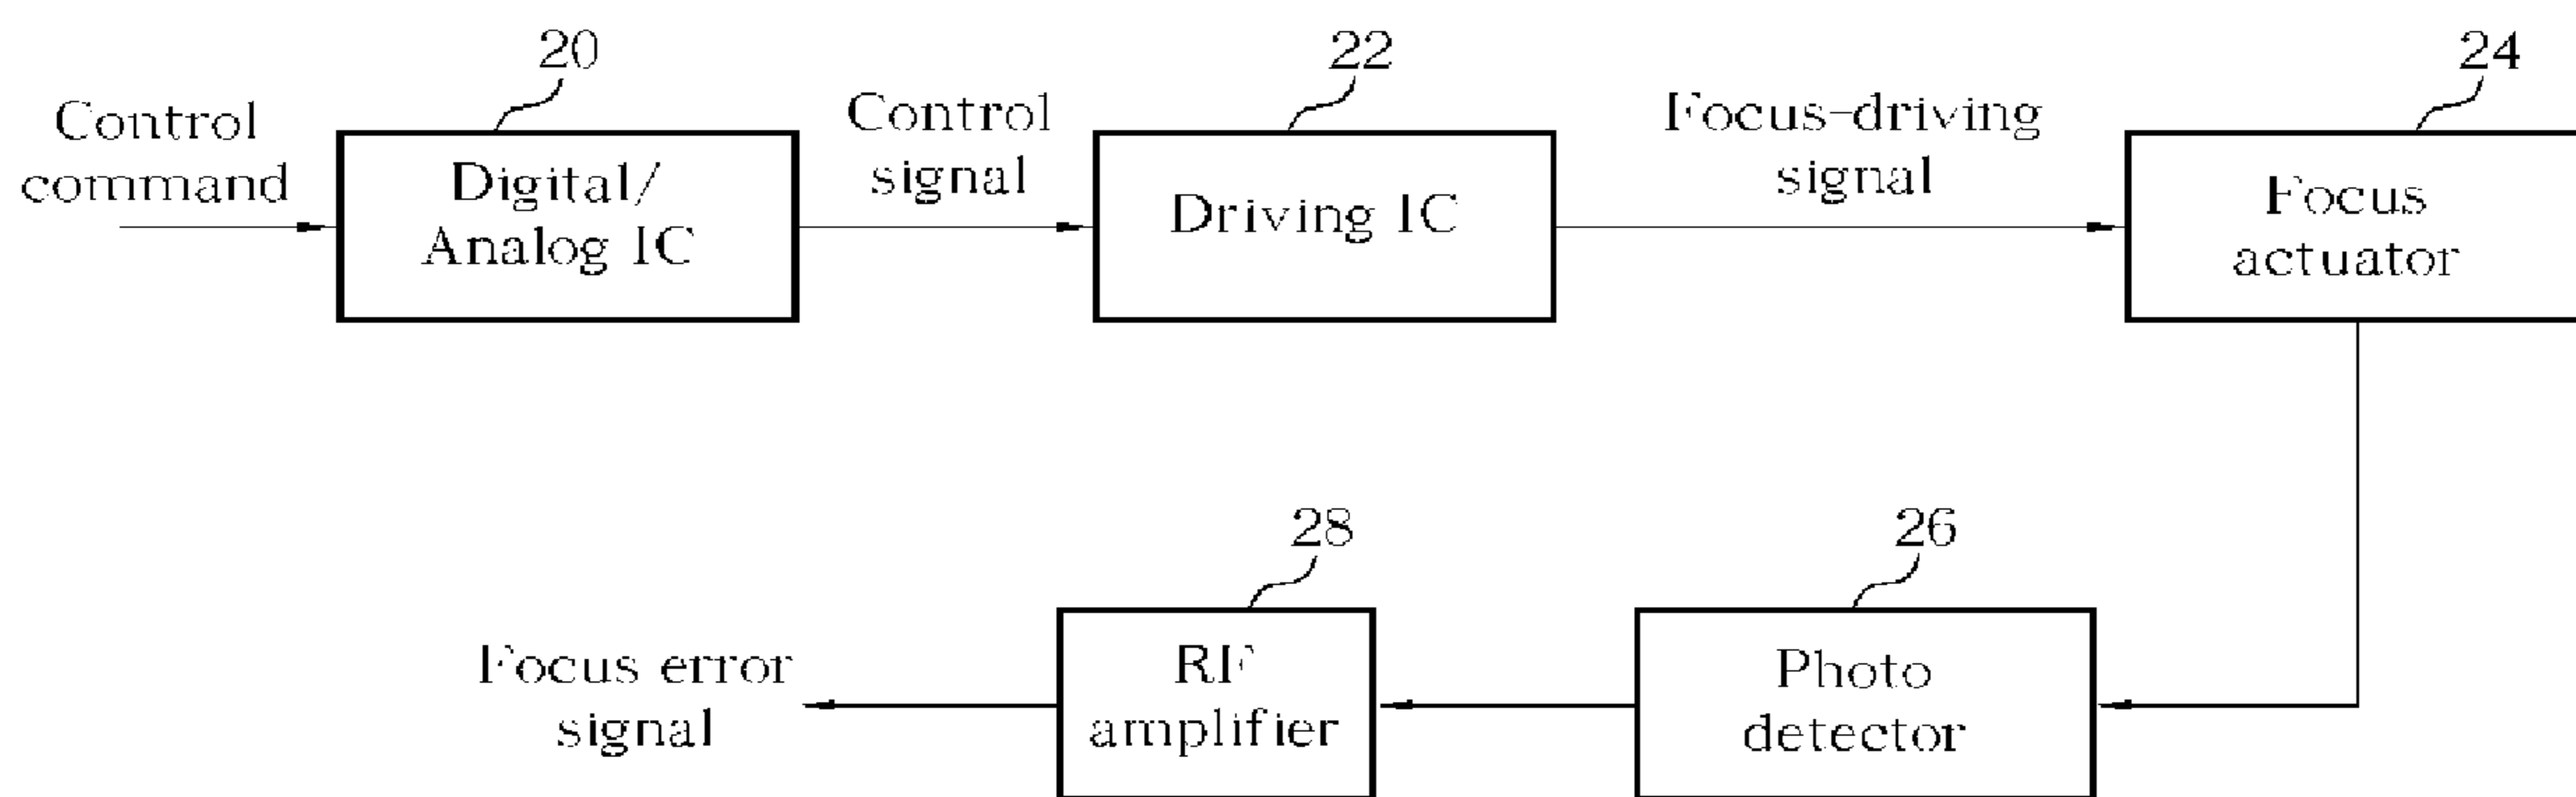 20
22
24
Control
command
Digital/
Analog IC
Control
signal
Driving IC
Focus-driving
signal
Focus
actuator
28
26
Focus error
signal
RF
amplifier
Photo
detector